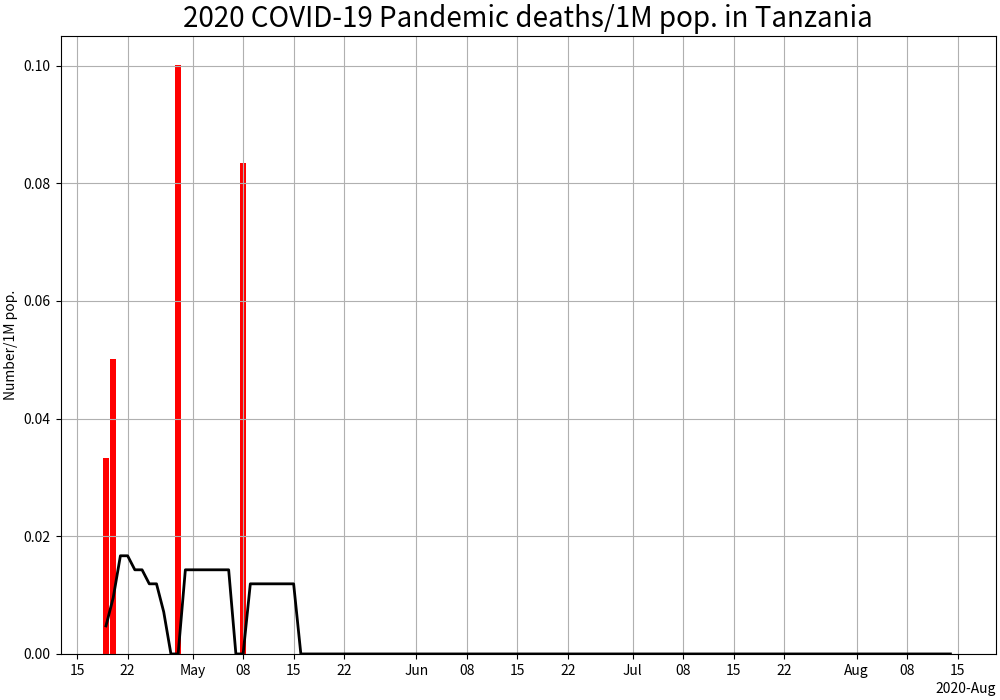 2020 COVID-19 Pandemic deaths/1M pop. in Tanzania
Number/1M pop.
0.10
0.08
0.06
0.04
0.02
0.00
15 22 May 08 15 22 Jun 08 15 22 Jul 08 15 22 Aug 08 15
2020-Aug